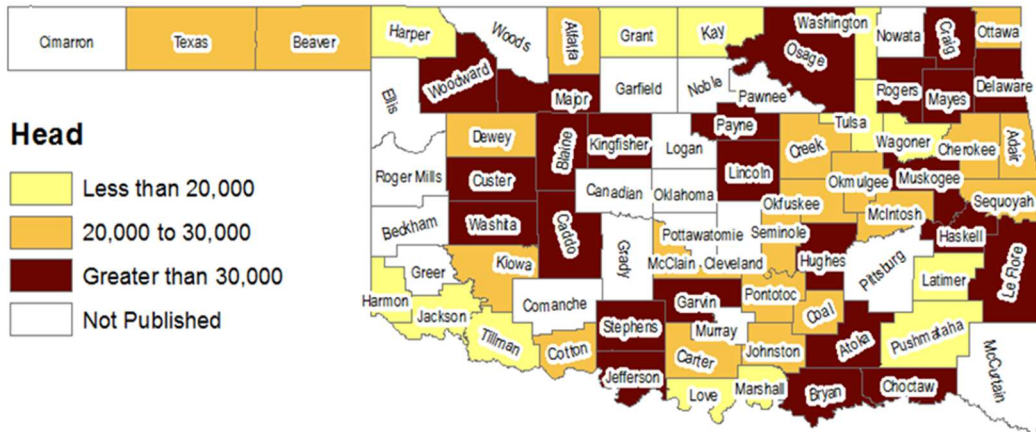 Cimarron
Texas
Beaver
Harper
Woods
Alfalfa
Grant
Kay
Washington
Osage
Nowata
Craig
Ottawa
Woodward
Ellis
Major
Garfield
Noble
Pawnee
Rogers
Mayes
Delaware
Head
Less than 20,000
20,000 to 30,000
Greater than 30,000
Not Published
Dewey
Blaine
Kingfisher
Logan
Payne
Creek
Tulsa
Wagoner
Cherokee
Adair
Roger Mills
Custer
Canadian
Oklahoma
Lincoln
Okmulgee
Muskogee
Okfuskee
McIntosh
Sequoyah
Beckham
Washita
Caddo
Grady
Pottawatomie
Seminole
Haskell
McClain
Cleveland
Hughes
Pittsburg
Le Flore
Greer
Kiowa
Latimer
Harmon
Jackson
Comanche
Garvin
Pontotoc
Coal
Tillman
Cotton
Stephens
Murray
Carter
Johnston
Atoka
Pushmataha
McCurtain
Jefferson
Love
Marshall
Bryan
Choctaw